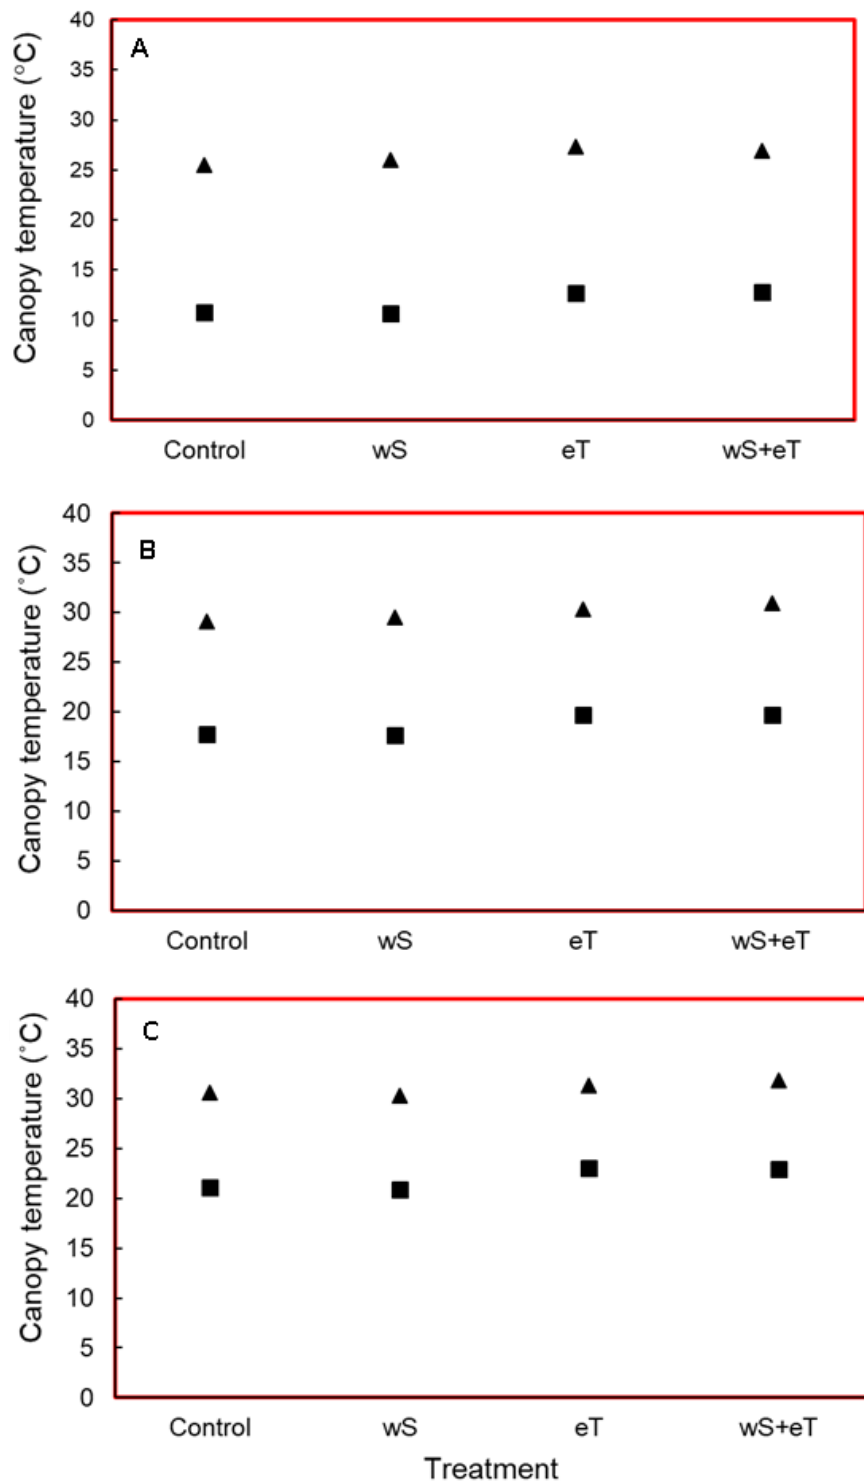 A
Canopy temperature (°C)
40
35
30
25
20
15
10
5
0
Control wS eT wS+eT
B
Canopy temperature (˚C)
40
35
30
25
20
15
10
5
0
Control wS eT wS+eT
C
Canopy temperature (˚C)
40
35
30
25
20
15
10
5
0
Control wS eT wS+eT
Treatment